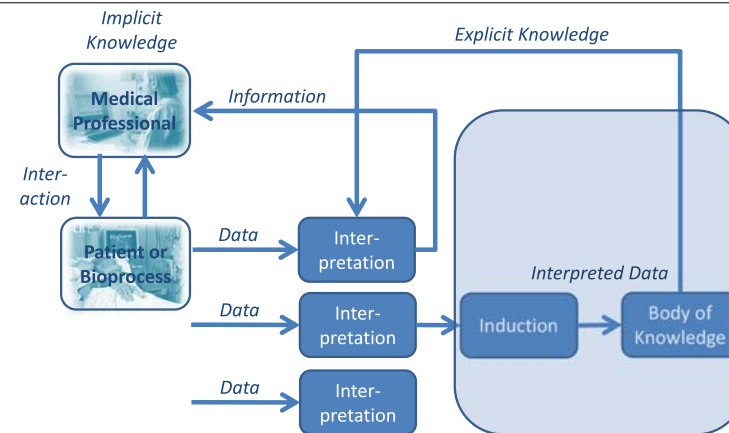 Implicit
Knowledge
Explicit Knowledge
Medical
Professional
Information
Inter-
action
Patient or
Bioprocess
Data
Inter-
pretation
Interpreted Data
Data
Inter-
pretation
Induction
Body of
Knowledge
Data
Inter-
pretation